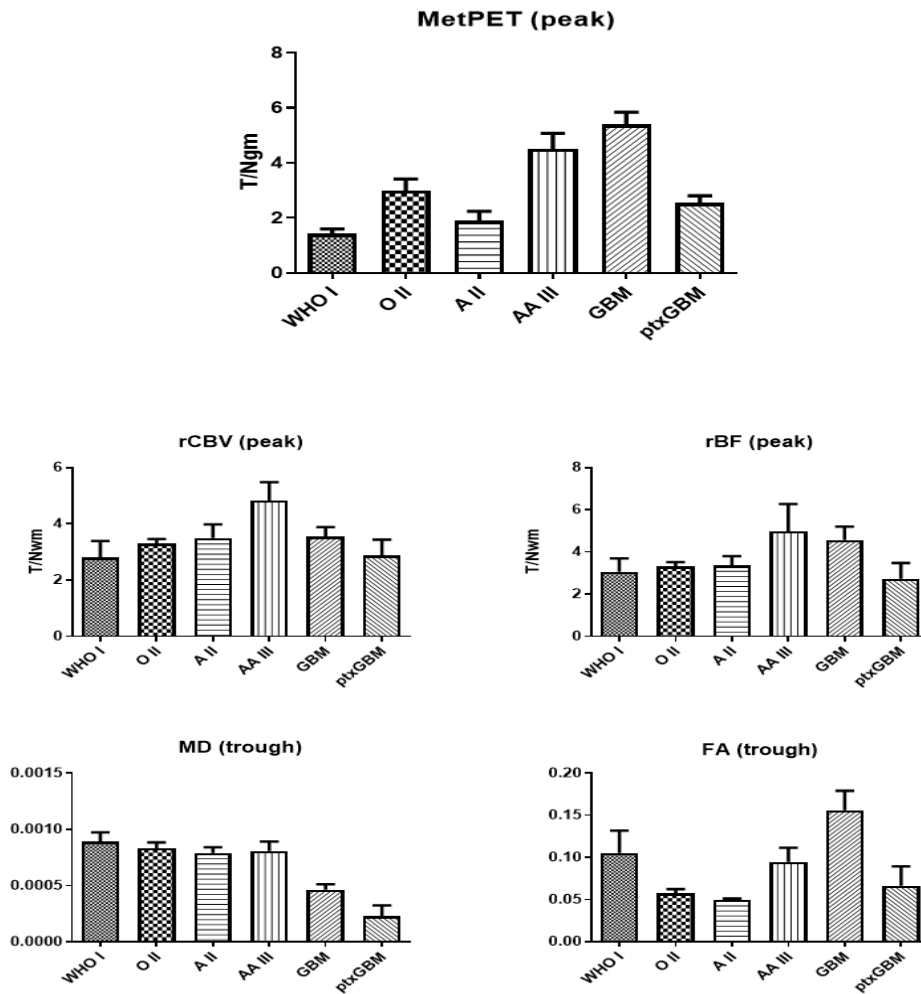 MetPET (peak)
8
6
4
2
0
T/Ngm
WHO I
O II
A II
AA III
GBM
ptxGBM
rCBV (peak)
6
4
2
0
T/Nwm
WHO I
O II
A II
AA III
GBM
ptxGBM
rBF (peak)
8
6
4
2
0
T/Nwm
WHO I
O II
A II
AA III
GBM
ptxGBM
MD (trough)
0.0015
0.0010
0.0005
0.0000
WHO I
O II
A II
AA III
GBM
ptxGBM
FA (trough)
0.20
0.15
0.10
0.05
0.00
WHO I
O II
A II
AA III
GBM
ptxGBM